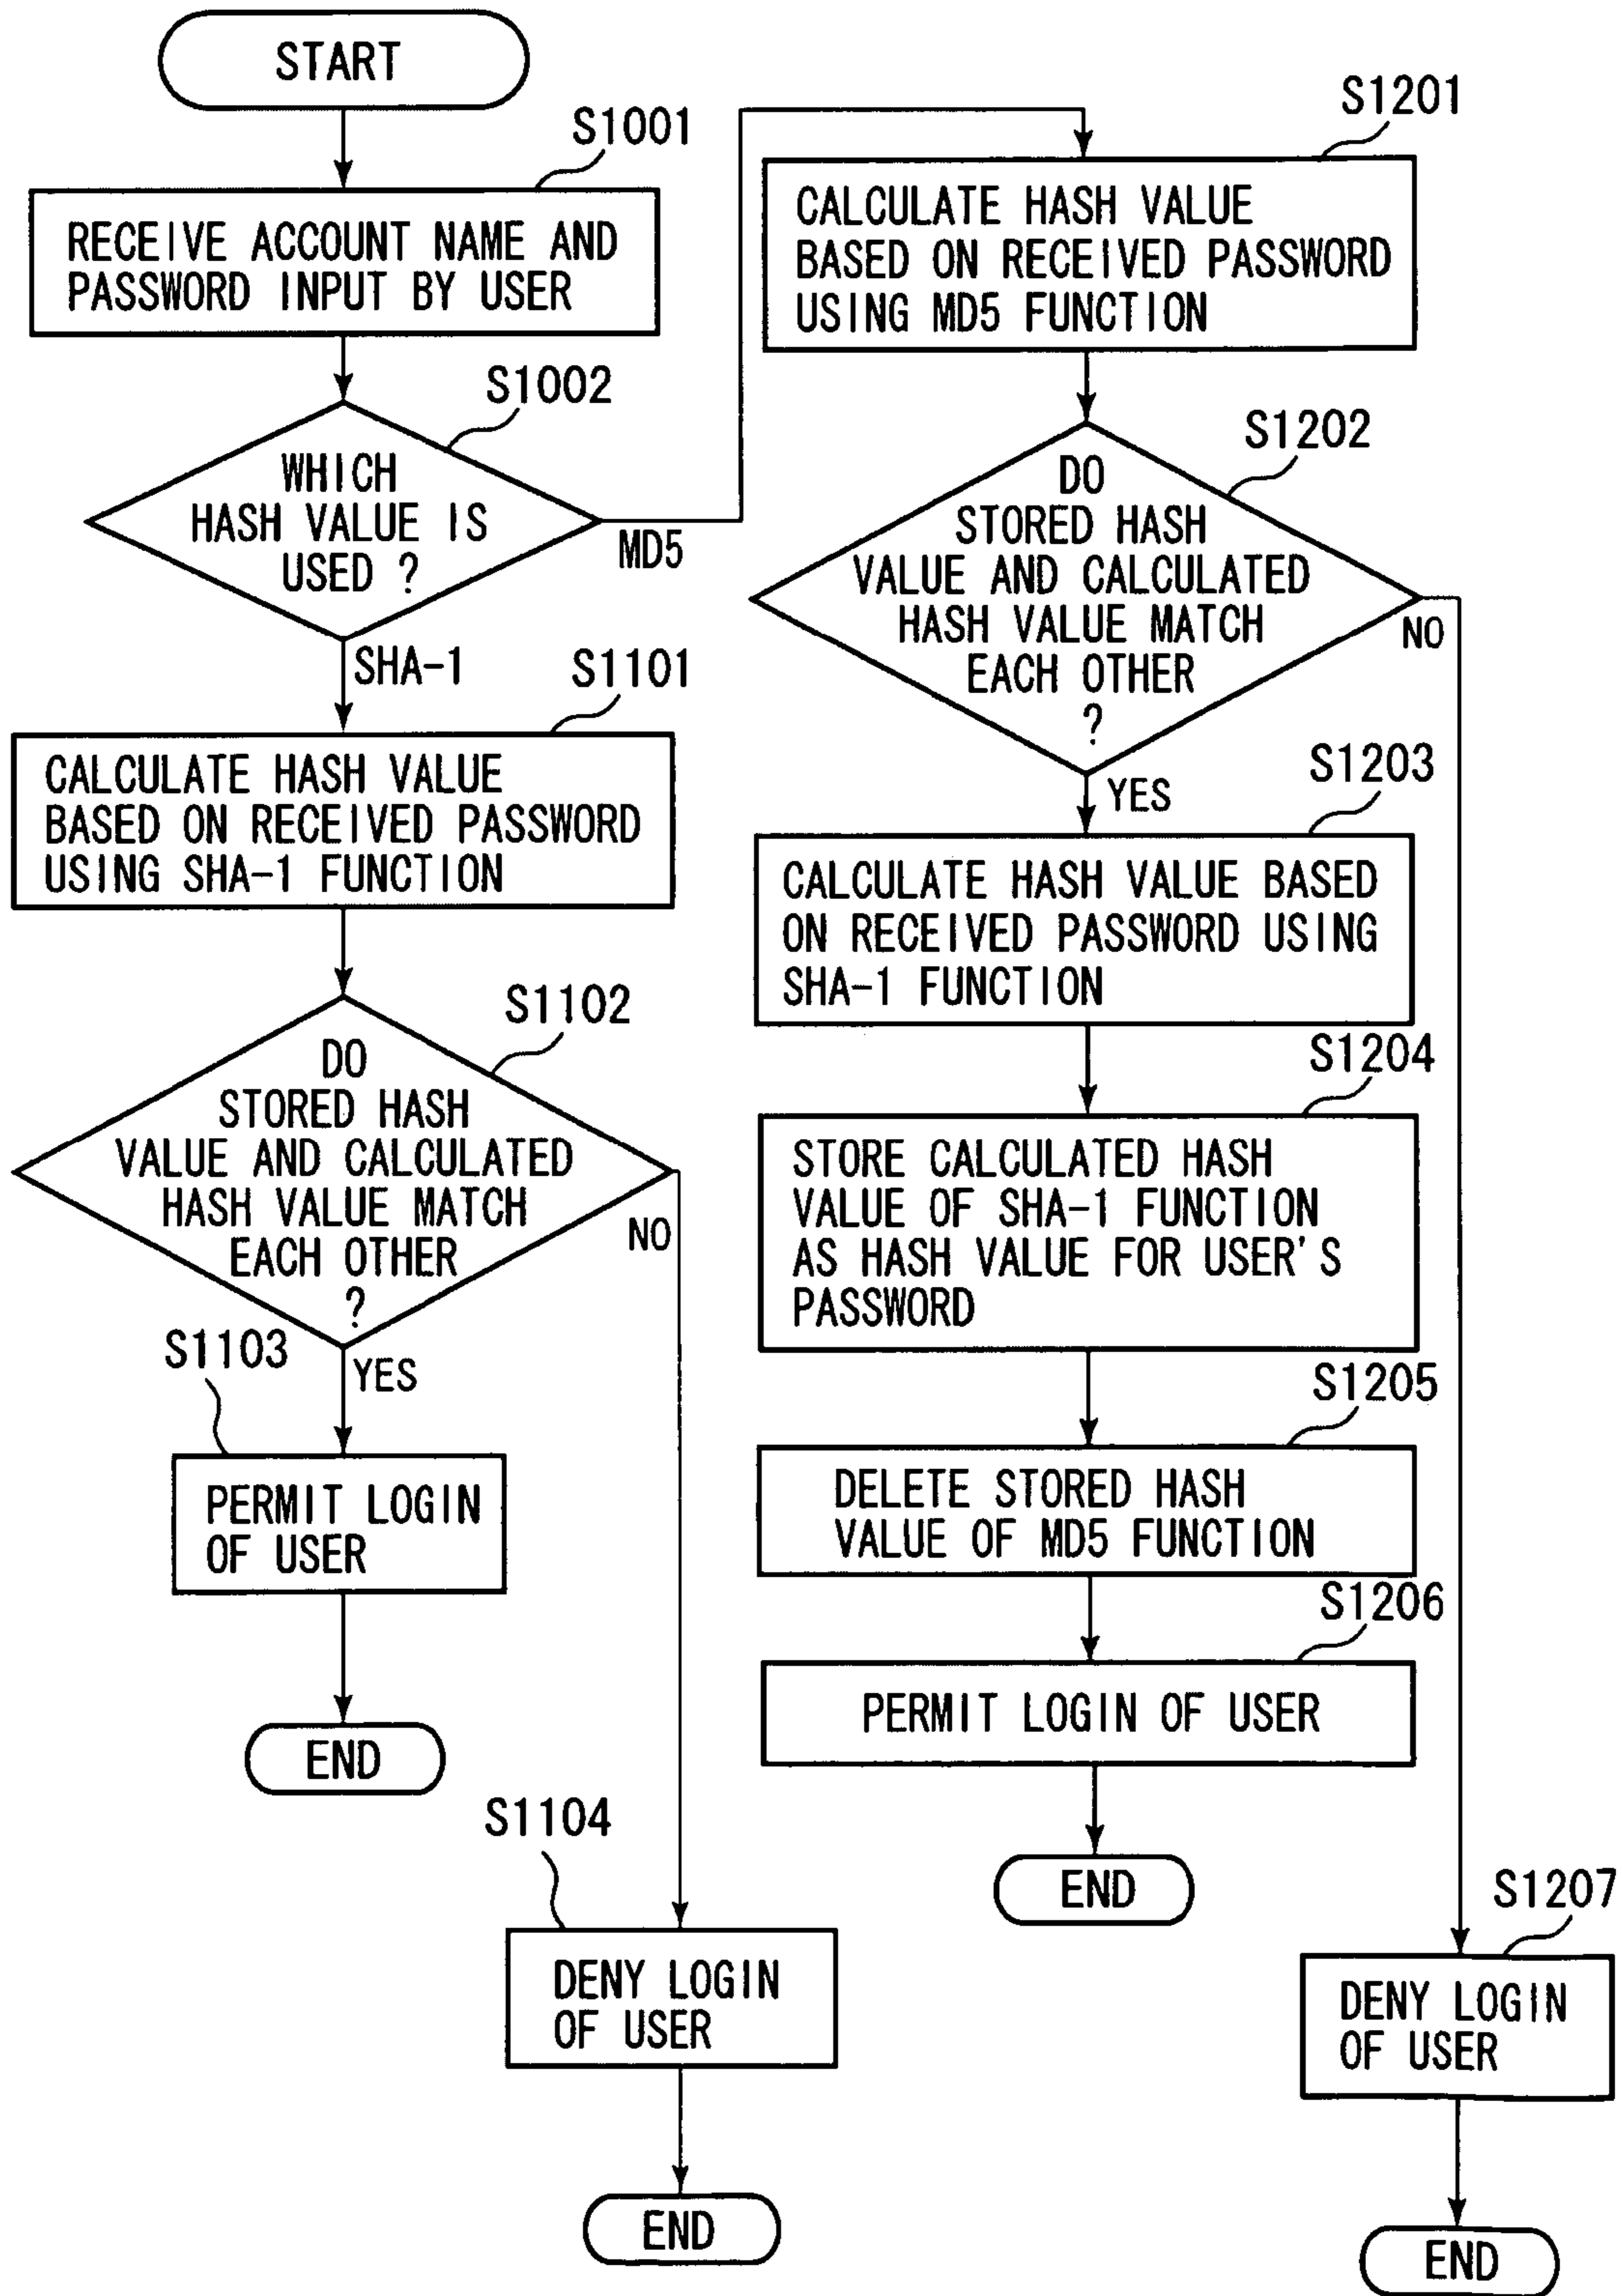 START
S1001
RECEIVE ACCOUNT NAME AND
PASSWORD INPUT BY USER
S1002
WHICH
HASH VALUE IS
USED ?
MD5
SHA-1
S1101
CALCULATE HASH VALUE
BASED ON RECEIVED PASSWORD
USING SHA-1 FUNCTION
S1102
DO
STORED HASH
VALUE AND CALCULATED
HASH VALUE MATCH
EACH OTHER
?
NO
YES
S1103
PERMIT LOGIN
OF USER
END
S1104
DENY LOGIN
OF USER
END
S1201
CALCULATE HASH VALUE
BASED ON RECEIVED PASSWORD
USING MD5 FUNCTION
S1202
DO
STORED HASH
VALUE AND CALCULATED
HASH VALUE MATCH
EACH OTHER
?
NO
YES
S1203
CALCULATE HASH VALUE BASED
ON RECEIVED PASSWORD USING
SHA-1 FUNCTION
S1204
STORE CALCULATED HASH
VALUE OF SHA-1 FUNCTION
AS HASH VALUE FOR USER'S
PASSWORD
S1205
DELETE STORED HASH
VALUE OF MD5 FUNCTION
S1206
PERMIT LOGIN OF USER
END
S1207
DENY LOGIN
OF USER
END